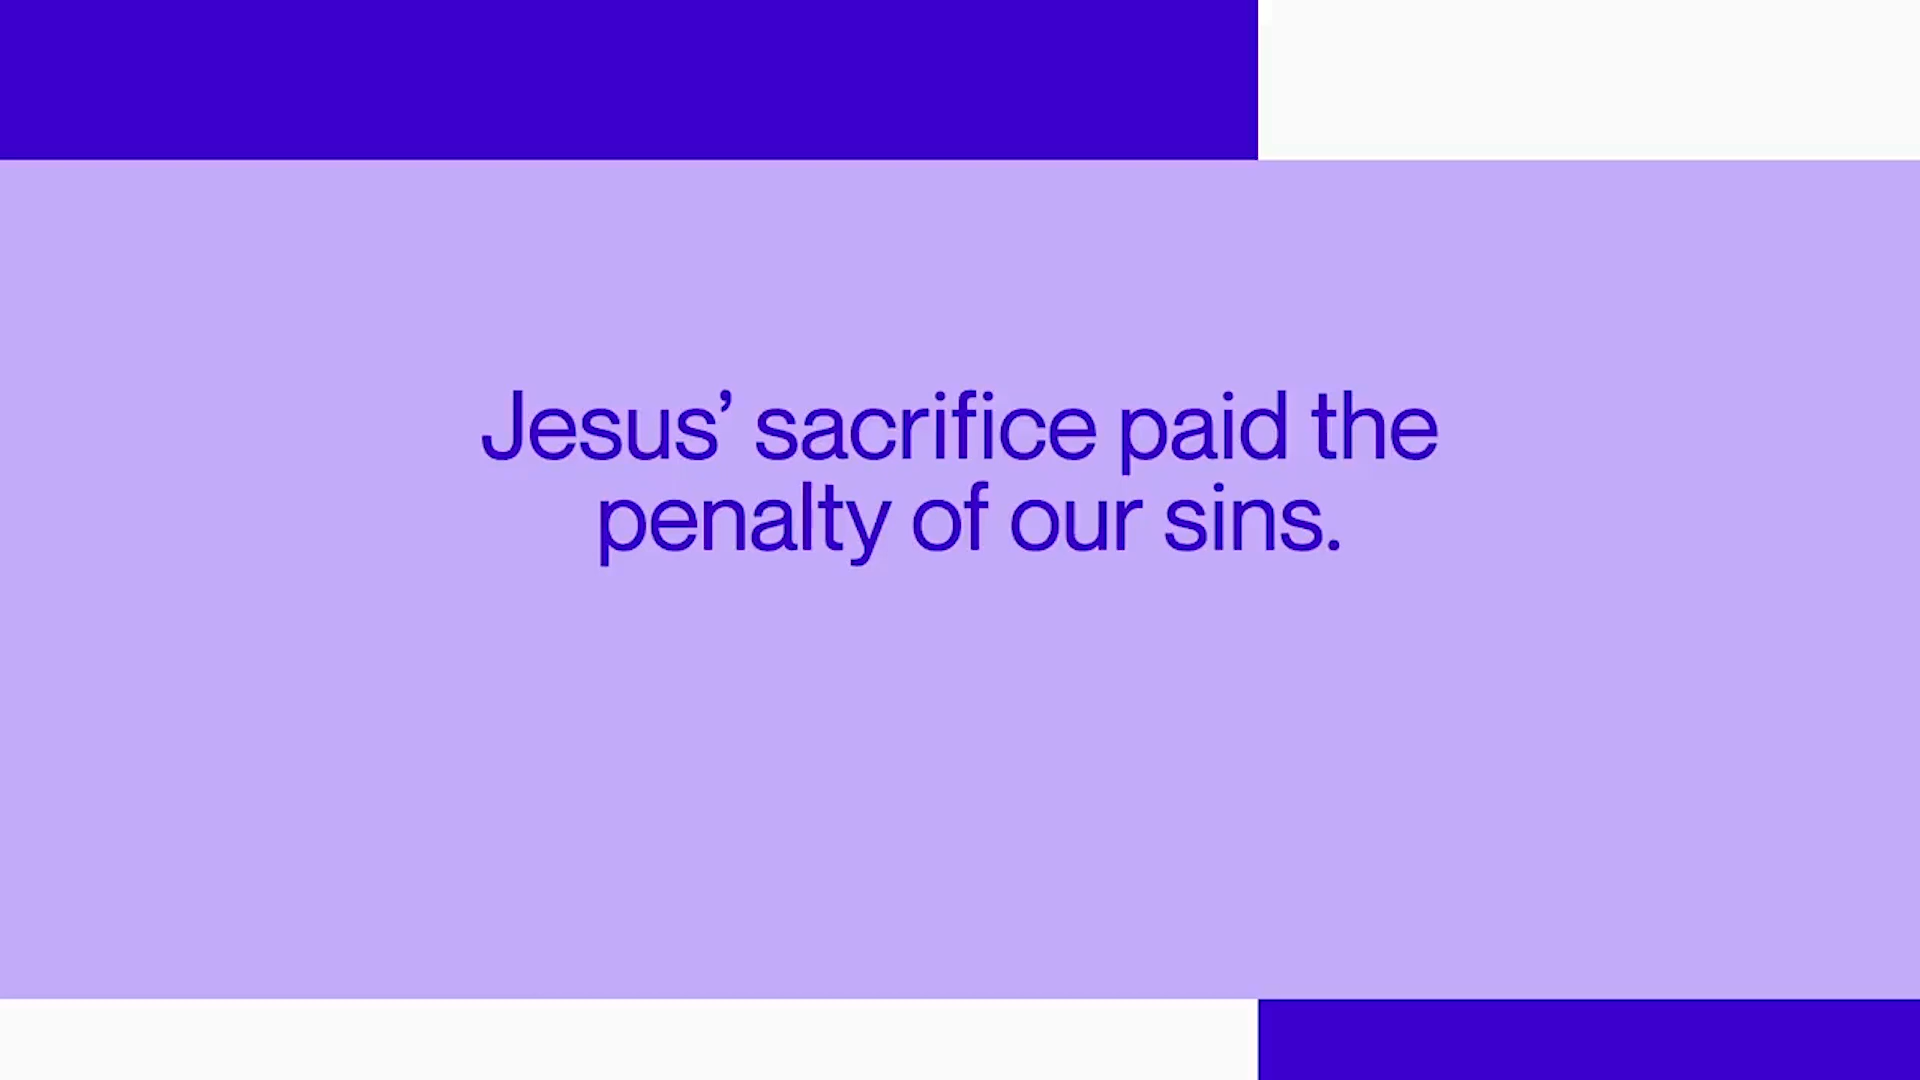 Jesus’ sacrifice paid the
penalty of our sins.